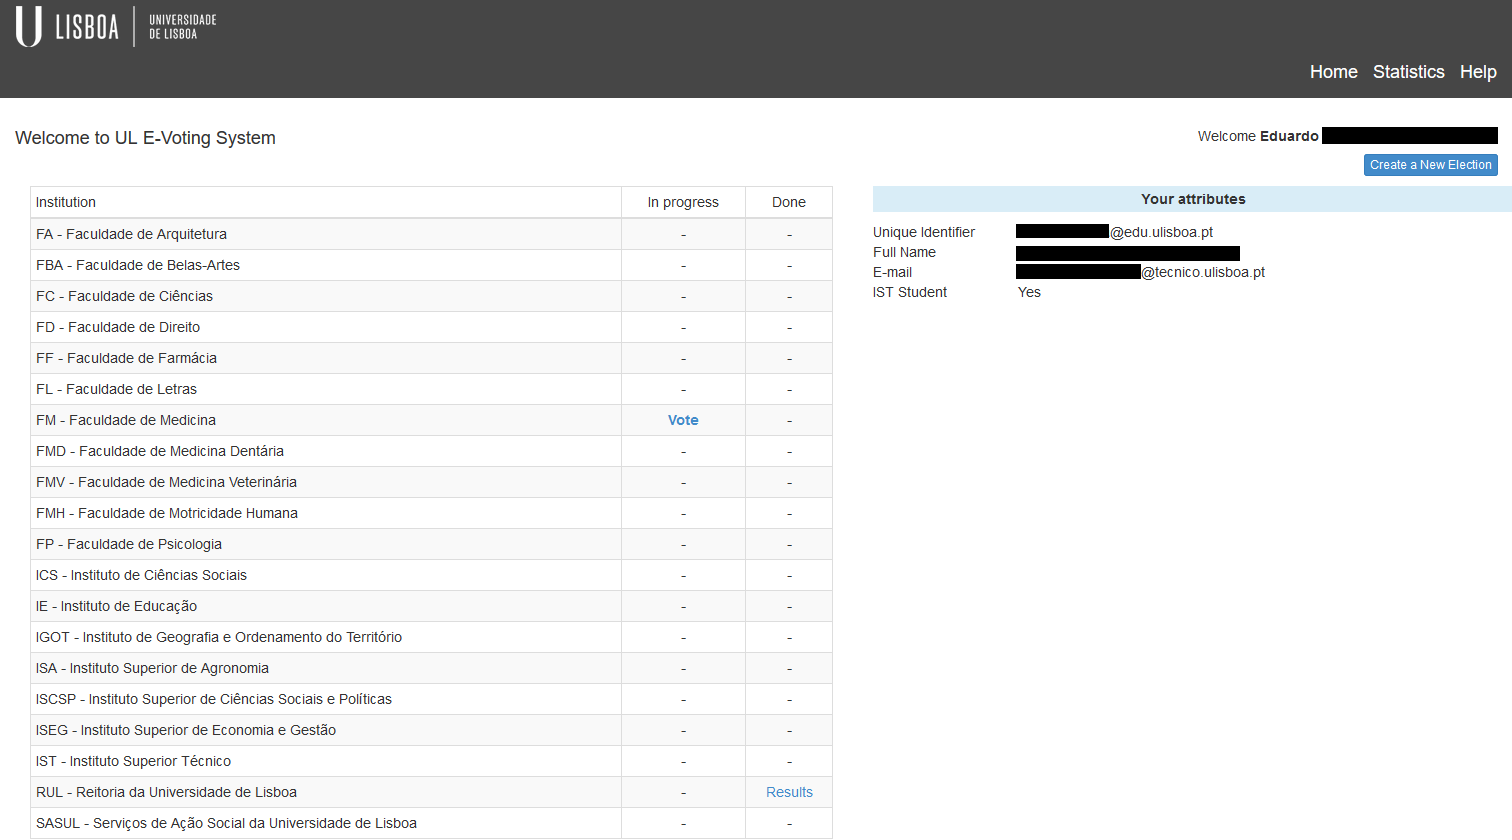 U LISBOA | UNIVERSIDADE DE LISBOA
Home Statistics Help
Welcome to UL E-Voting System
Welcome Eduardo
Create a New Election
Institution In progress Done
FA - Faculdade de Arquitetura - -
FBA - Faculdade de Belas-Artes - -
FC - Faculdade de Ciências - -
FD - Faculdade de Direito - -
FF - Faculdade de Farmácia - -
FL - Faculdade de Letras - -
FM - Faculdade de Medicina Vote -
FMD - Faculdade de Medicina Dentária - -
FMV - Faculdade de Medicina Veterinária - -
FMH - Faculdade de Motricidade Humana - -
FP - Faculdade de Psicologia - -
ICS - Instituto de Ciências Sociais - -
IE - Instituto de Educação - -
IGOT - Instituto de Geografia e Ordenamento do Território - -
ISA - Instituto Superior de Agronomia - -
ISCSP - Instituto Superior de Ciências Sociais e Políticas - -
ISEG - Instituto Superior de Economia e Gestão - -
IST - Instituto Superior Técnico - -
RUL - Reitoria da Universidade de Lisboa - Results
SASUL - Serviços de Ação Social da Universidade de Lisboa - -
Your attributes
Unique Identifier @edu.ulisboa.pt
Full Name
E-mail @tecnico.ulisboa.pt
IST Student Yes